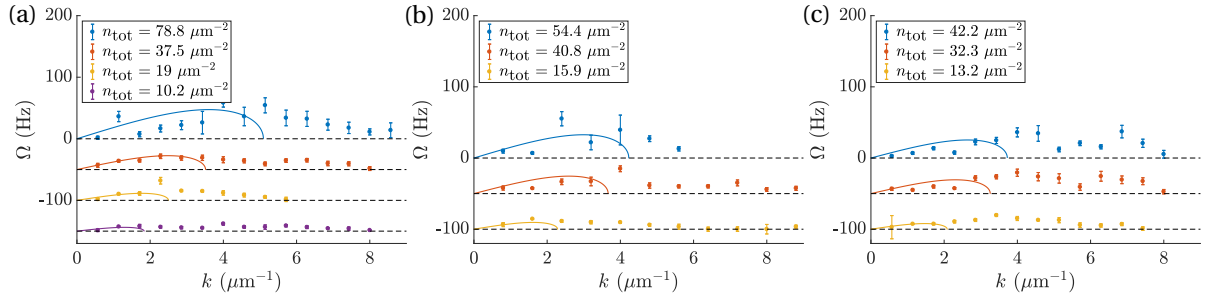 (a)
n_tot = 78.8 μm⁻²
n_tot = 37.5 μm⁻²
n_tot = 19 μm⁻²
n_tot = 10.2 μm⁻²
200
100
0
-100
Ω (Hz)
0 2 4 6 8
k (μm⁻¹)
(b)
n_tot = 54.4 μm⁻²
n_tot = 40.8 μm⁻²
n_tot = 15.9 μm⁻²
200
100
0
-100
Ω (Hz)
0 2 4 6 8
k (μm⁻¹)
(c)
n_tot = 42.2 μm⁻²
n_tot = 32.3 μm⁻²
n_tot = 13.2 μm⁻²
200
100
0
-100
Ω (Hz)
0 2 4 6 8
k (μm⁻¹)